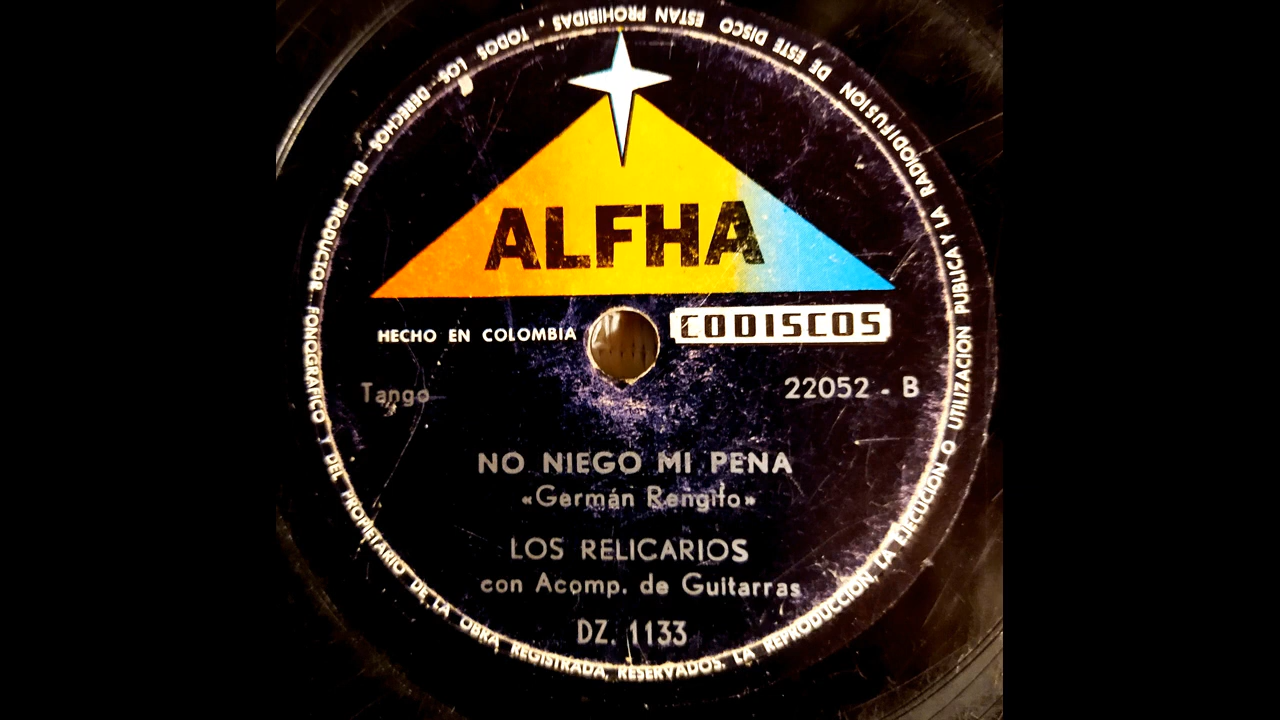 TODOS LOS DERECHOS DEL PRODUCTOR FONOGRAFICO Y DEL PROPIETARIO DE LA OBRA REGISTRADA, RESERVADOS. LA REPRODUCCION, LA EJECUCION O UTILIZACION PUBLICA Y LA RADIODIFUSION DE ESTE DISCO ESTAN PROHIBIDAS,
ALFHA
HECHO EN COLOMBIA
CODISCOS
Tango
22052 - B
NO NIEGO MI PENA
«Germán Rengifo»
LOS RELICARIOS
con Acomp. de Guitarras
DZ. 1133